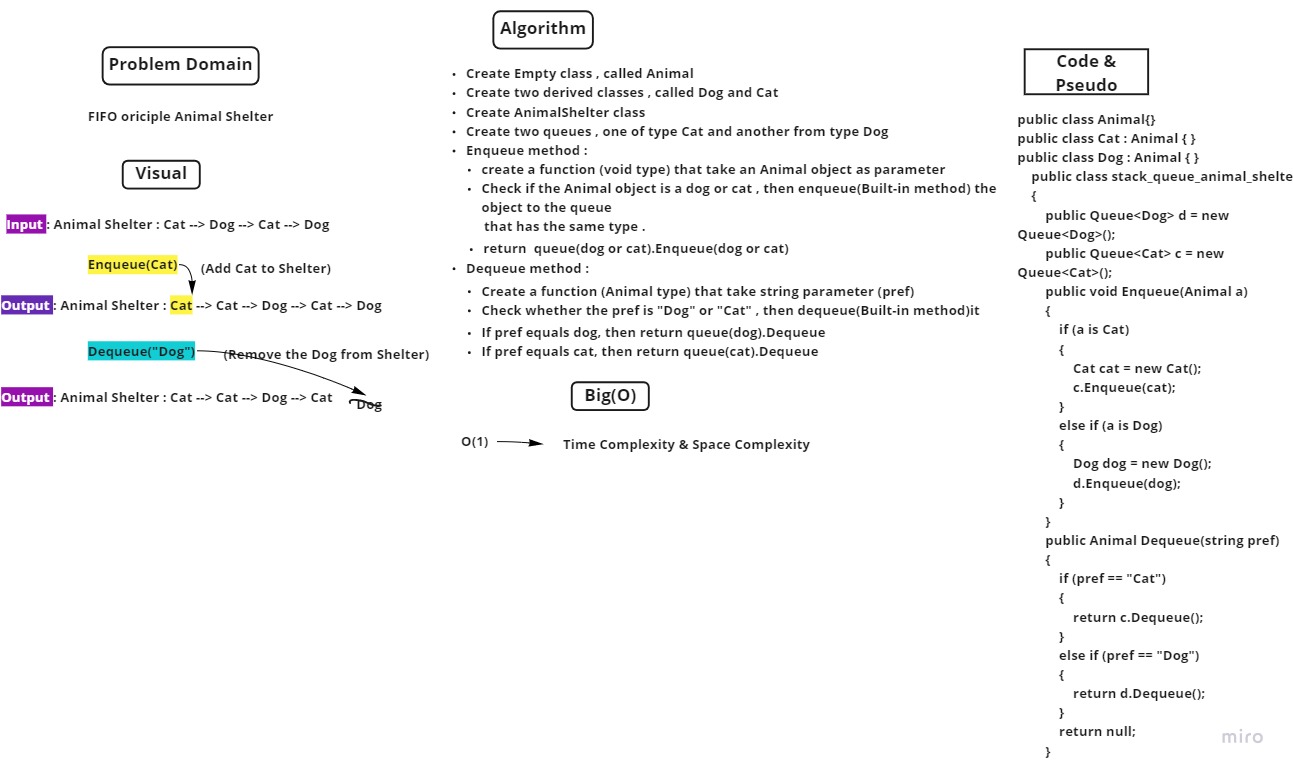 Problem Domain
FIFO oriciple Animal Shelter
Visual
Input : Animal Shelter : Cat --> Dog --> Cat --> Dog
Enqueue(Cat)
(Add Cat to Shelter)
Output : Animal Shelter : Cat --> Cat --> Dog --> Cat --> Dog
Dequeue("Dog")
(Remove the Dog from Shelter)
Output : Animal Shelter : Cat --> Cat --> Dog --> Cat
Dog
Algorithm
• Create Empty class , called Animal
• Create two derived classes , called Dog and Cat
• Create AnimalShelter class
• Create two queues , one of type Cat and another from type Dog
• Enqueue method :
• create a function (void type) that take an Animal object as parameter
• Check if the Animal object is a dog or cat , then enqueue(Built-in method) the
object to the queue
that has the same type .
• return queue(dog or cat).Enqueue(dog or cat)
• Dequeue method :
• Create a function (Animal type) that take string parameter (pref)
• Check whether the pref is "Dog" or "Cat" , then dequeue(Built-in method)it
• If pref equals dog, then return queue(dog).Dequeue
• If pref equals cat, then return queue(cat).Dequeue
Big(O)
O(1)
Time Complexity & Space Complexity
Code &
Pseudo
public class Animal{}
public class Cat : Animal { }
public class Dog : Animal { }
public class stack_queue_animal_shelte
{
public Queue<Dog> d = new
Queue<Dog>();
public Queue<Cat> c = new
Queue<Cat>();
public void Enqueue(Animal a)
{
if (a is Cat)
{
Cat cat = new Cat();
c.Enqueue(cat);
}
else if (a is Dog)
{
Dog dog = new Dog();
d.Enqueue(dog);
}
}
public Animal Dequeue(string pref)
{
if (pref == "Cat")
{
return c.Dequeue();
}
else if (pref == "Dog")
{
return d.Dequeue();
}
return null;
}
miro